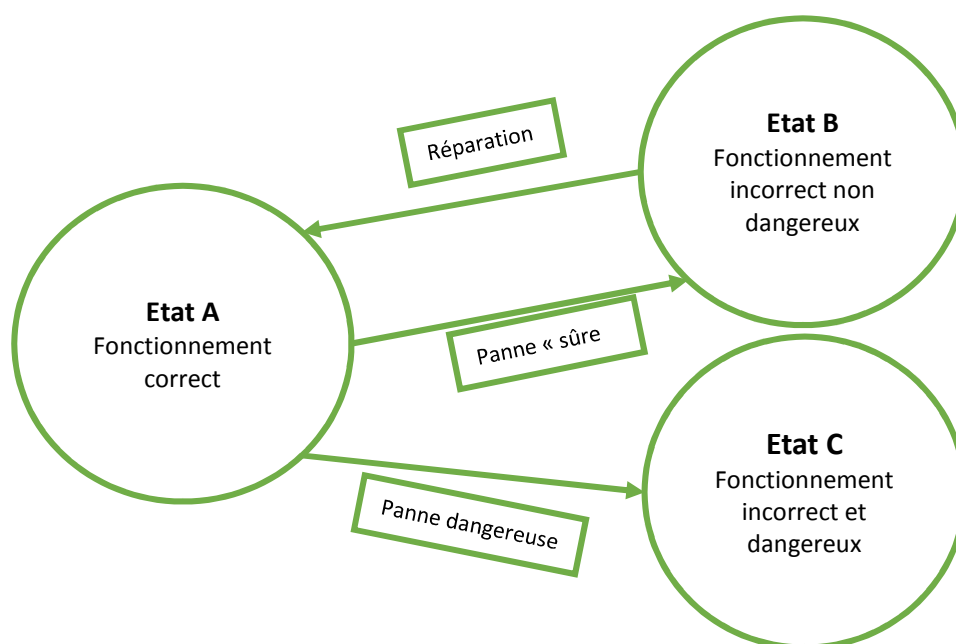 Etat B
Fonctionnement
incorrect non
dangereux
Réparation
Etat A
Fonctionnement
correct
Panne « sûre
Etat C
Fonctionnement
incorrect et
dangereux
Panne dangereuse